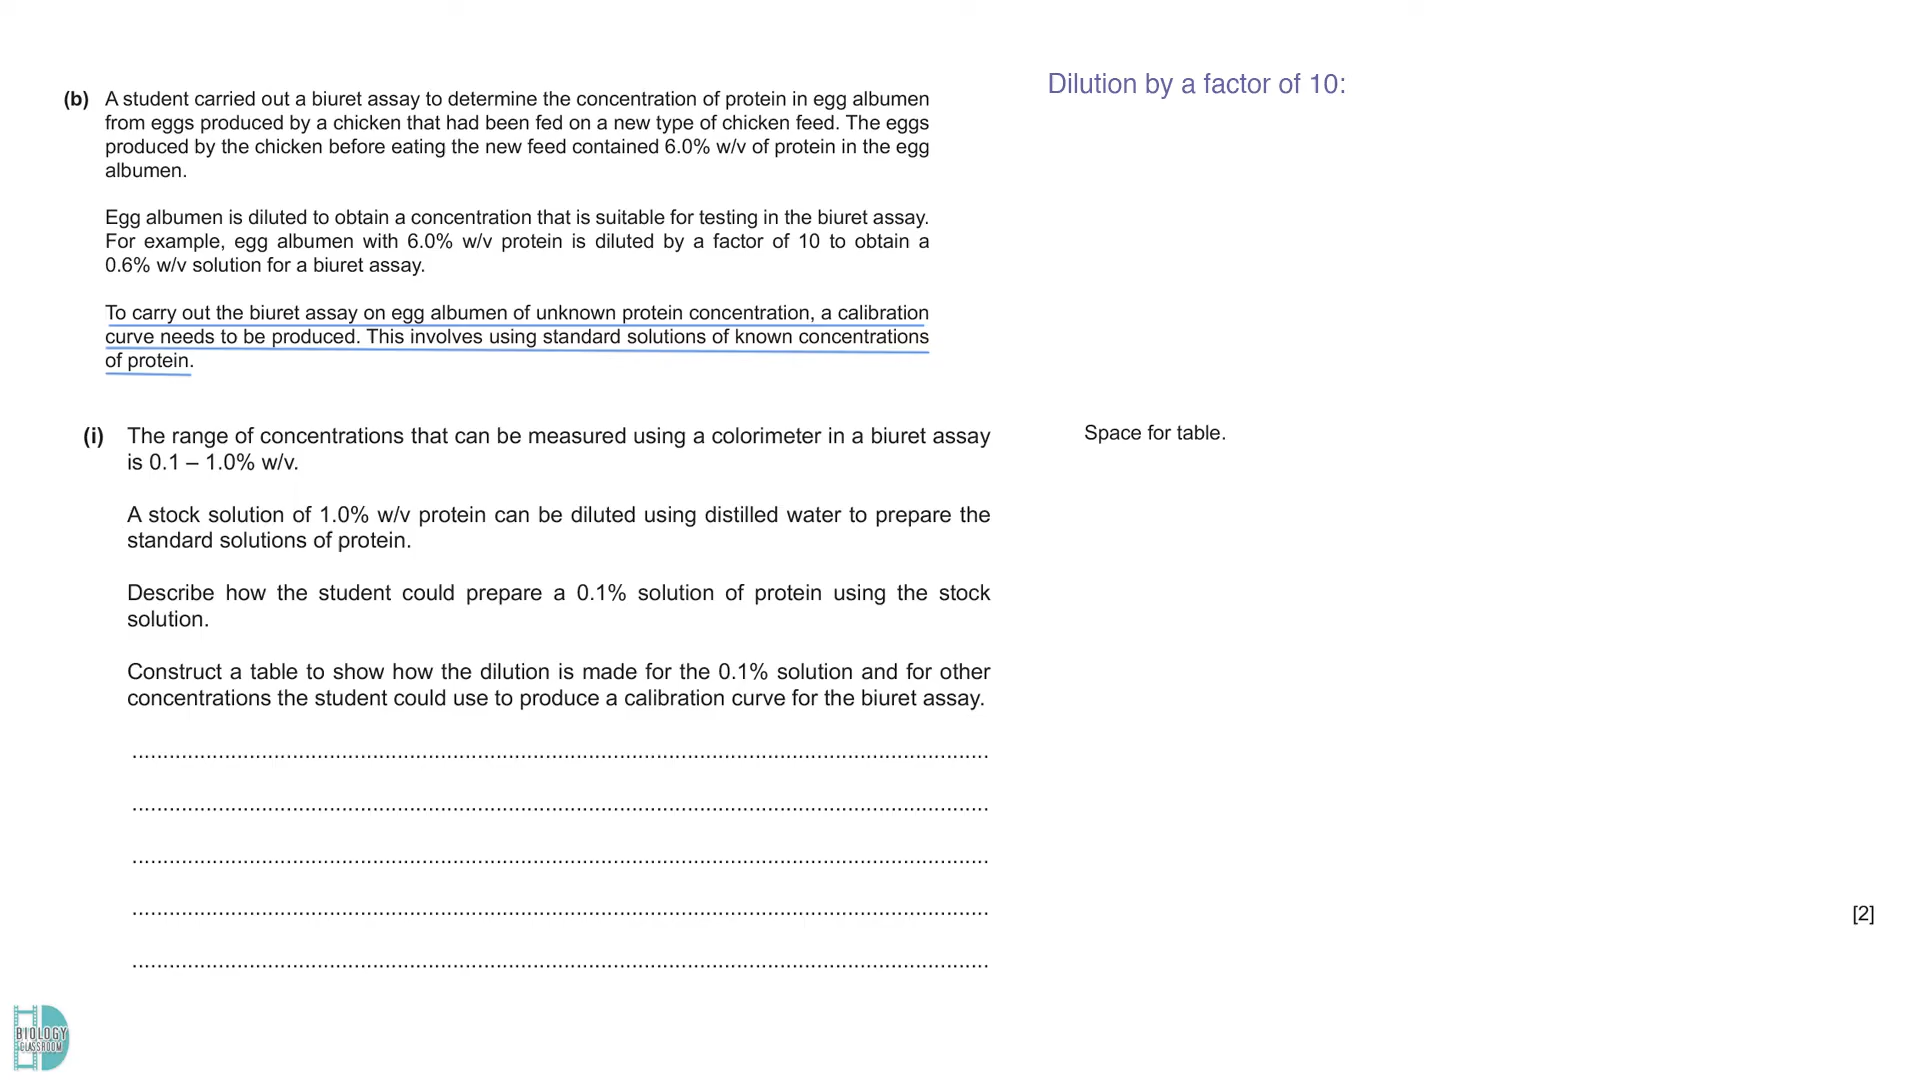 (b) A student carried out a biuret assay to determine the concentration of protein in egg albumen
from eggs produced by a chicken that had been fed on a new type of chicken feed. The eggs
produced by the chicken before eating the new feed contained 6.0% w/v of protein in the egg
albumen.
Egg albumen is diluted to obtain a concentration that is suitable for testing in the biuret assay.
For example, egg albumen with 6.0% w/v protein is diluted by a factor of 10 to obtain a
0.6% w/v solution for a biuret assay.
To carry out the biuret assay on egg albumen of unknown protein concentration, a calibration
curve needs to be produced. This involves using standard solutions of known concentrations
of protein.
(i) The range of concentrations that can be measured using a colorimeter in a biuret assay
is 0.1 – 1.0% w/v.
A stock solution of 1.0% w/v protein can be diluted using distilled water to prepare the
standard solutions of protein.
Describe how the student could prepare a 0.1% solution of protein using the stock
solution.
Construct a table to show how the dilution is made for the 0.1% solution and for other
concentrations the student could use to produce a calibration curve for the biuret assay.
Dilution by a factor of 10:
Space for table.
[2]
BIOLOGY
CLASSROOM